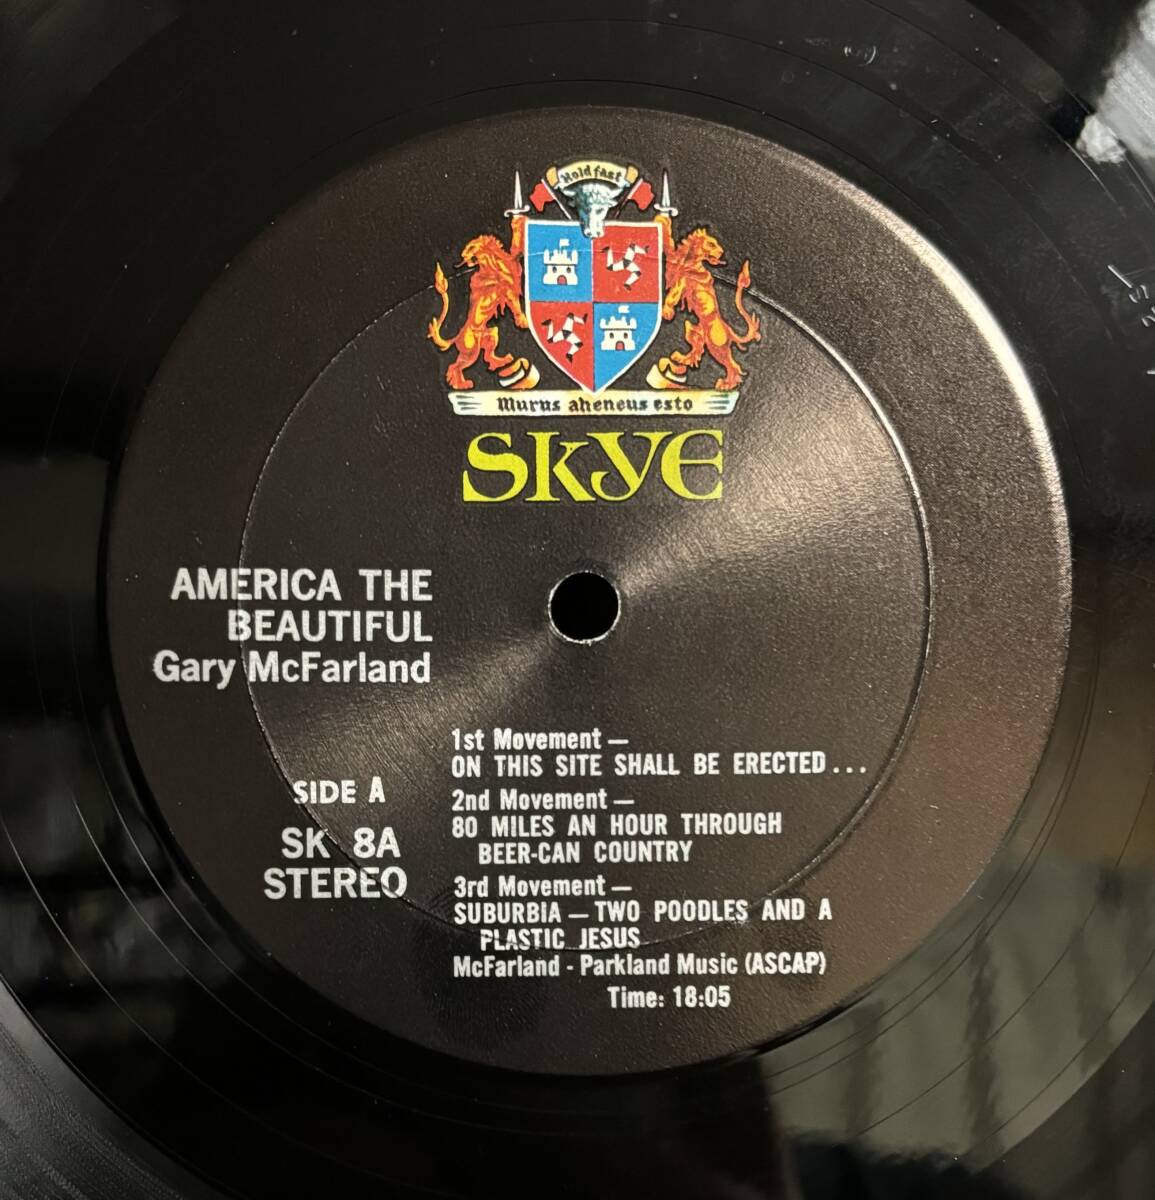 Hold fast
Murus aheneus esto
SKYE
AMERICA THE
BEAUTIFUL
Gary McFarland
SIDE A
SK 8A
STEREO
1st Movement —
ON THIS SITE SHALL BE ERECTED...
2nd Movement —
80 MILES AN HOUR THROUGH
BEER-CAN COUNTRY
3rd Movement —
SUBURBIA — TWO POODLES AND A
PLASTIC JESUS
McFarland - Parkland Music (ASCAP)
Time: 18:05